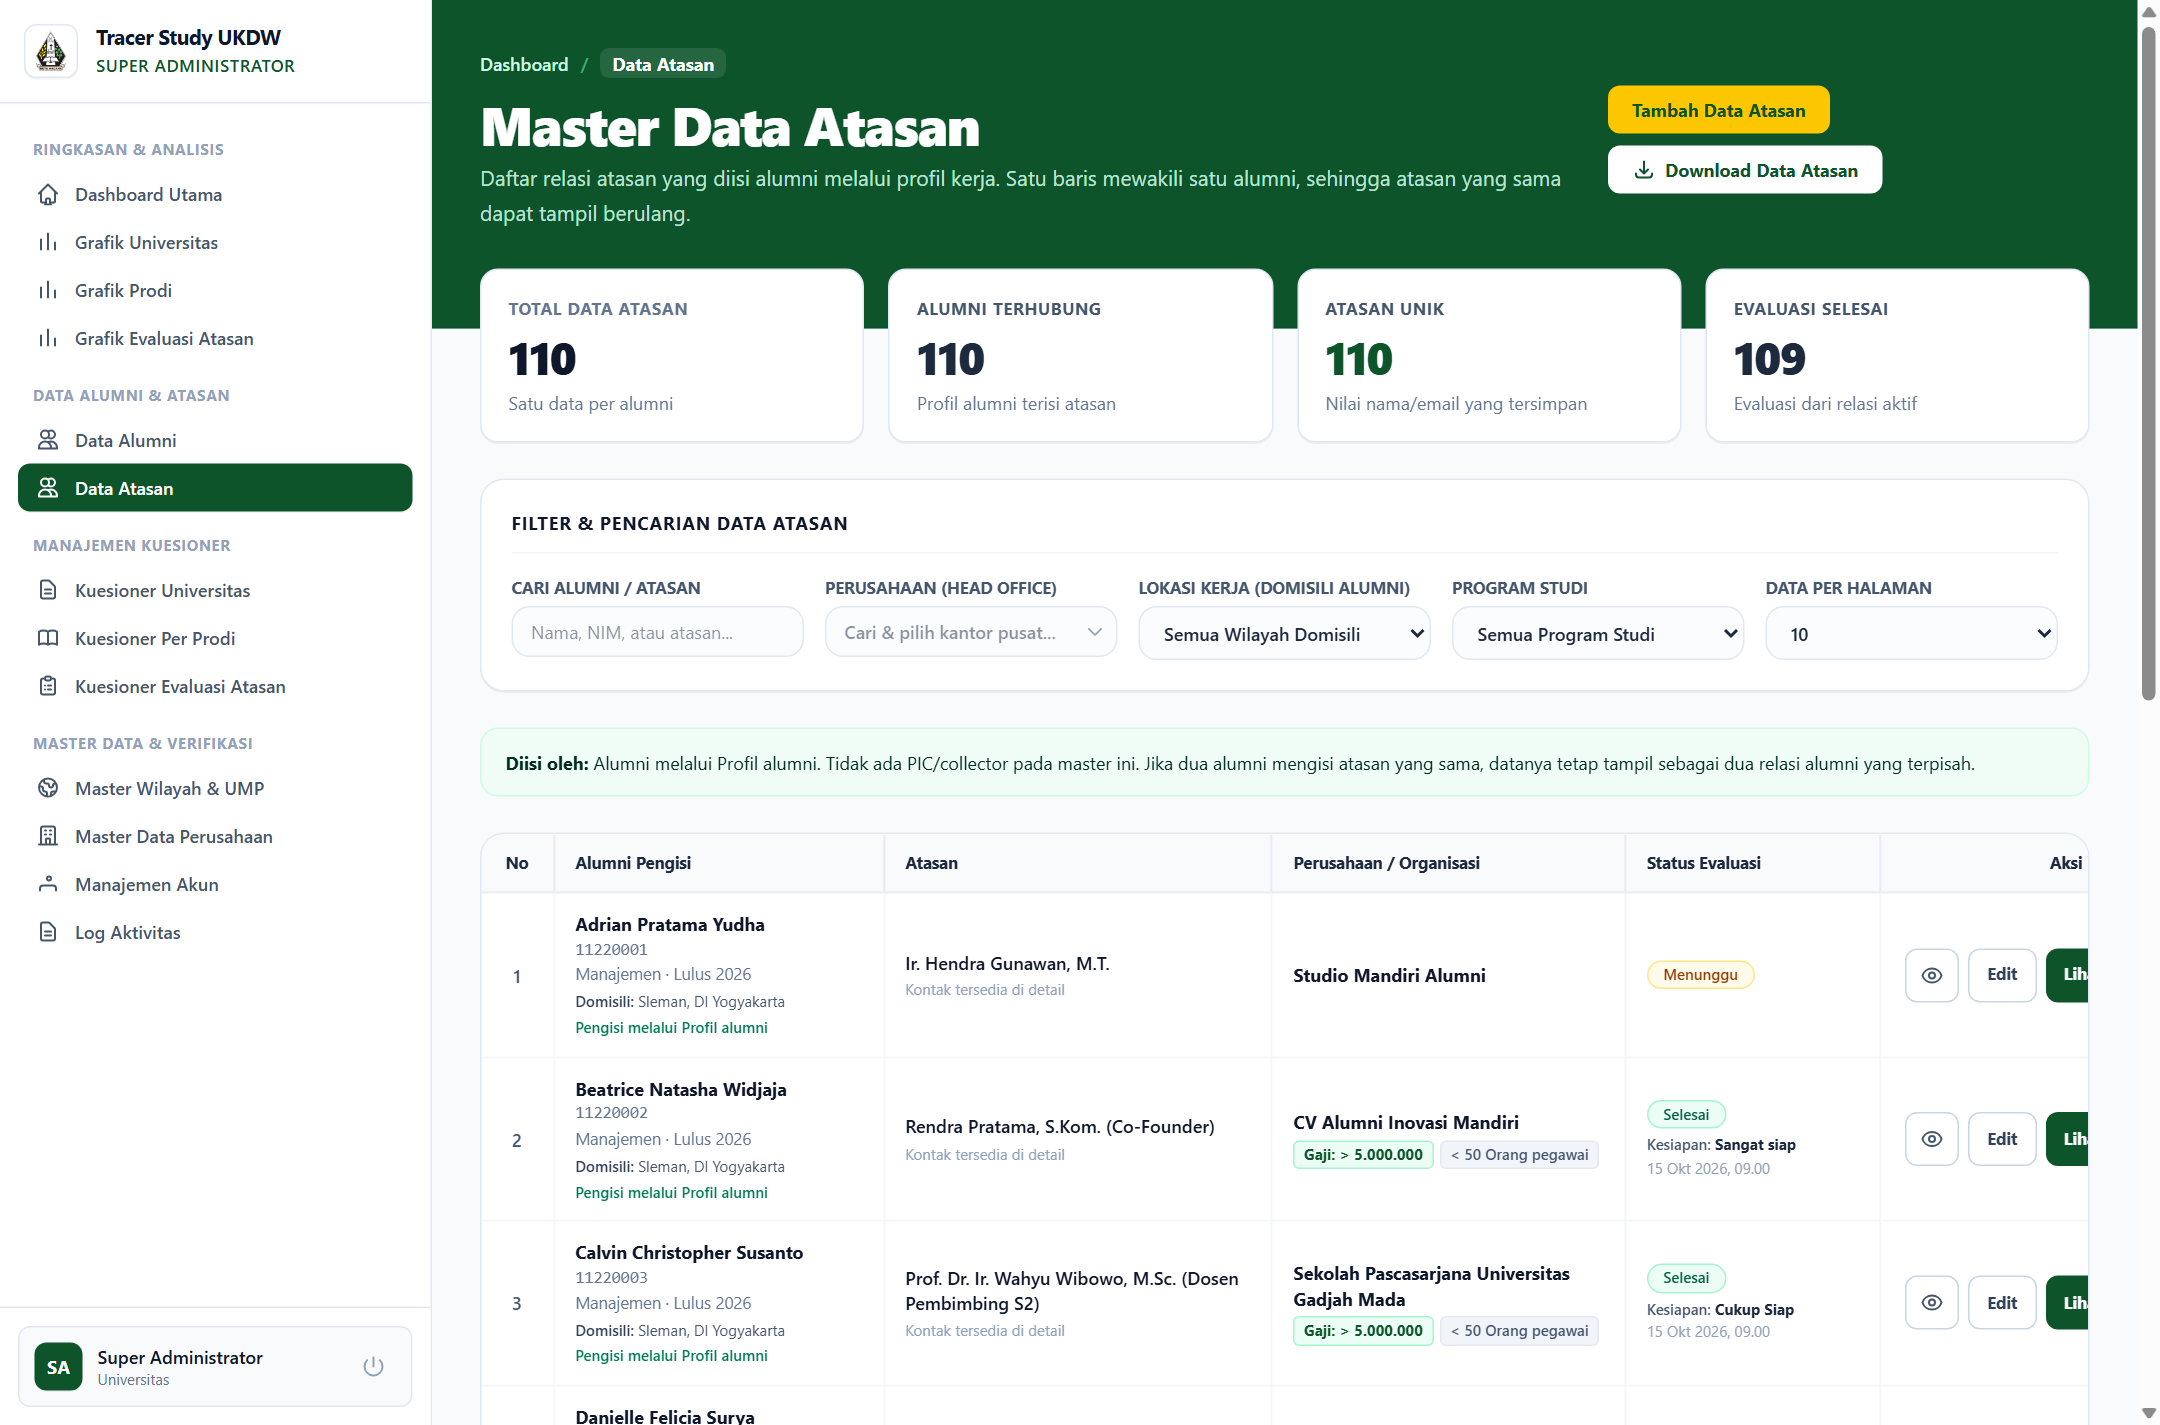 Tracer Study UKDW
SUPER ADMINISTRATOR
RINGKASAN & ANALISIS
Dashboard Utama
Grafik Universitas
Grafik Prodi
Grafik Evaluasi Atasan
DATA ALUMNI & ATASAN
Data Alumni
Data Atasan
MANAJEMEN KUESIONER
Kuesioner Universitas
Kuesioner Per Prodi
Kuesioner Evaluasi Atasan
MASTER DATA & VERIFIKASI
Master Wilayah & UMP
Master Data Perusahaan
Manajemen Akun
Log Aktivitas
SA
Super Administrator
Universitas
Dashboard / Data Atasan
Master Data Atasan
Daftar relasi atasan yang diisi alumni melalui profil kerja. Satu baris mewakili satu alumni, sehingga atasan yang sama
dapat tampil berulang.
Tambah Data Atasan
Download Data Atasan
TOTAL DATA ATASAN
110
Satu data per alumni
ALUMNI TERHUBUNG
110
Profil alumni terisi atasan
ATASAN UNIK
110
Nilai nama/email yang tersimpan
EVALUASI SELESAI
109
Evaluasi dari relasi aktif
FILTER & PENCARIAN DATA ATASAN
CARI ALUMNI / ATASAN
Nama, NIM, atau atasan...
PERUSAHAAN (HEAD OFFICE)
Cari & pilih kantor pusat...
LOKASI KERJA (DOMISILI ALUMNI)
Semua Wilayah Domisili
PROGRAM STUDI
Semua Program Studi
DATA PER HALAMAN
10
Diisi oleh: Alumni melalui Profil alumni. Tidak ada PIC/collector pada master ini. Jika dua alumni mengisi atasan yang sama, datanya tetap tampil sebagai dua relasi alumni yang terpisah.
No Alumni Pengisi Atasan Perusahaan / Organisasi Status Evaluasi Aksi
1
Adrian Pratama Yudha
11220001
Manajemen · Lulus 2026
Domisili: Sleman, DI Yogyakarta
Pengisi melalui Profil alumni
Ir. Hendra Gunawan, M.T.
Kontak tersedia di detail
Studio Mandiri Alumni
Menunggu
Edit
Lih
2
Beatrice Natasha Widjaja
11220002
Manajemen · Lulus 2026
Domisili: Sleman, DI Yogyakarta
Pengisi melalui Profil alumni
Rendra Pratama, S.Kom. (Co-Founder)
Kontak tersedia di detail
CV Alumni Inovasi Mandiri
Gaji: > 5.000.000
< 50 Orang pegawai
Selesai
Kesiapan: Sangat siap
15 Okt 2026, 09.00
Edit
Lih
3
Calvin Christopher Susanto
11220003
Manajemen · Lulus 2026
Domisili: Sleman, DI Yogyakarta
Pengisi melalui Profil alumni
Prof. Dr. Ir. Wahyu Wibowo, M.Sc. (Dosen
Pembimbing S2)
Kontak tersedia di detail
Sekolah Pascasarjana Universitas
Gadjah Mada
Gaji: > 5.000.000
< 50 Orang pegawai
Selesai
Kesiapan: Cukup Siap
15 Okt 2026, 09.00
Edit
Lih
Danielle Felicia Surya